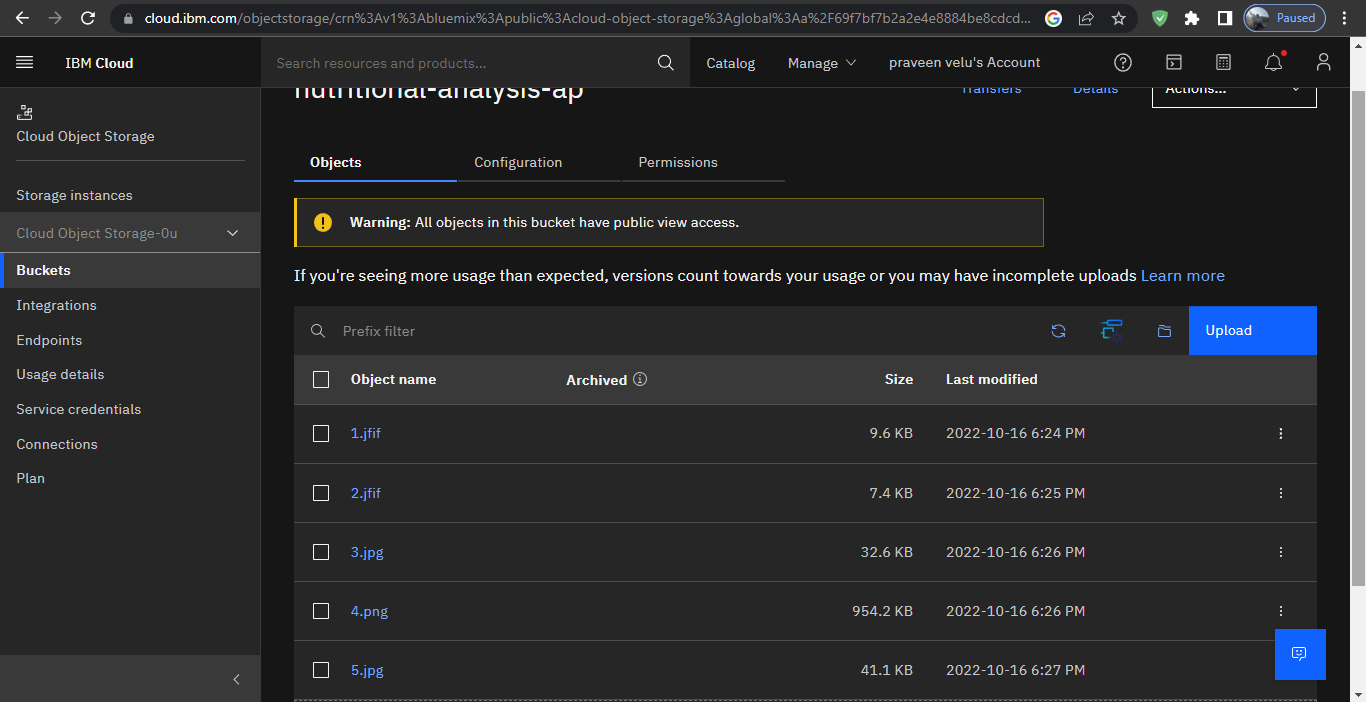 cloud.ibm.com/objectstorage/crn%3Av1%3Abluemix%3Apublic%3Acloud-object-storage%3Aglobal%3Aa%2F69f7bf7b2a2e4e8884be8cdcd...
Paused
IBM Cloud
Search resources and products...
Catalog
Manage
praveen velu's Account
Cloud Object Storage
Storage instances
Cloud Object Storage-0u
Buckets
Integrations
Endpoints
Usage details
Service credentials
Connections
Plan
nutritional-analysis-ap
Transfers
Details
Actions...
Objects
Configuration
Permissions
Warning: All objects in this bucket have public view access.
If you're seeing more usage than expected, versions count towards your usage or you may have incomplete uploads Learn more
Prefix filter
Upload
Object name Archived Size Last modified
1.jfif 9.6 KB 2022-10-16 6:24 PM
2.jfif 7.4 KB 2022-10-16 6:25 PM
3.jpg 32.6 KB 2022-10-16 6:26 PM
4.png 954.2 KB 2022-10-16 6:26 PM
5.jpg 41.1 KB 2022-10-16 6:27 PM